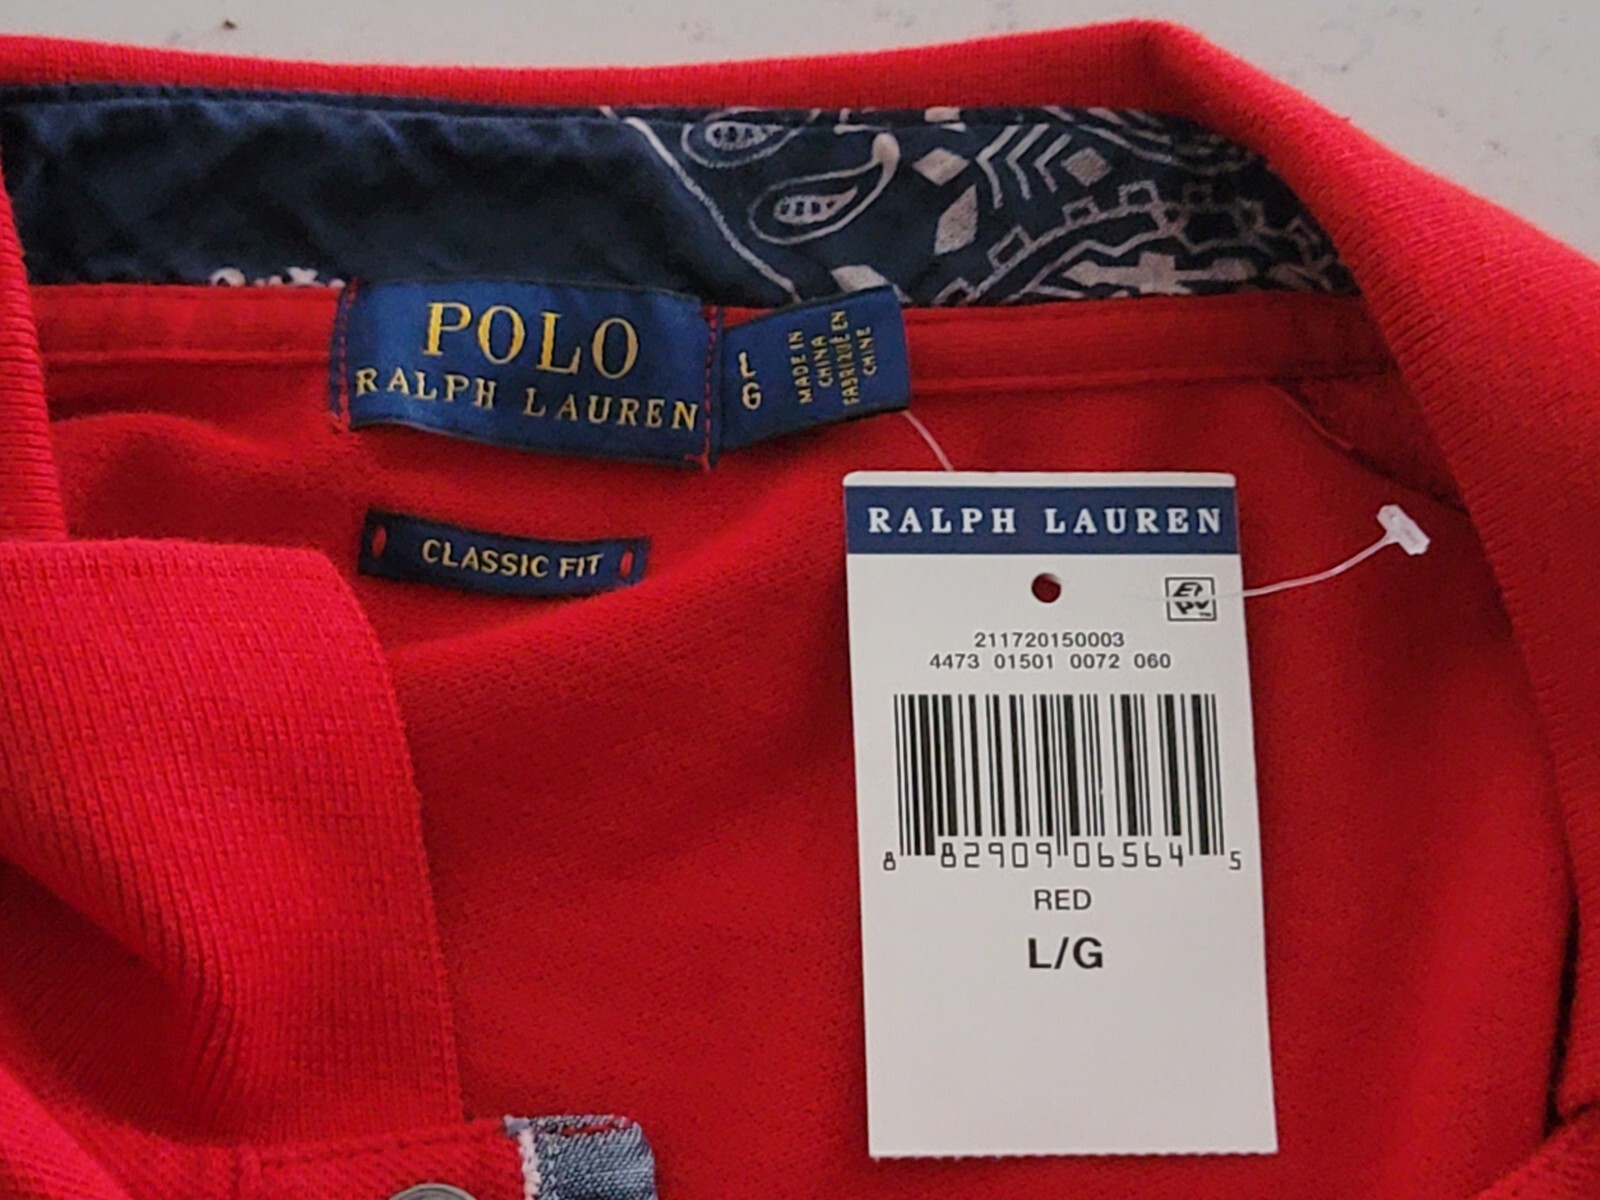 POLO
RALPH LAUREN
L
G
MADE IN
CHINA
FABRIQUÉ EN
CHINE
CLASSIC FIT
RALPH LAUREN
211720150003
4473 01501 0072 060
8 82909 06564 5
RED
L/G